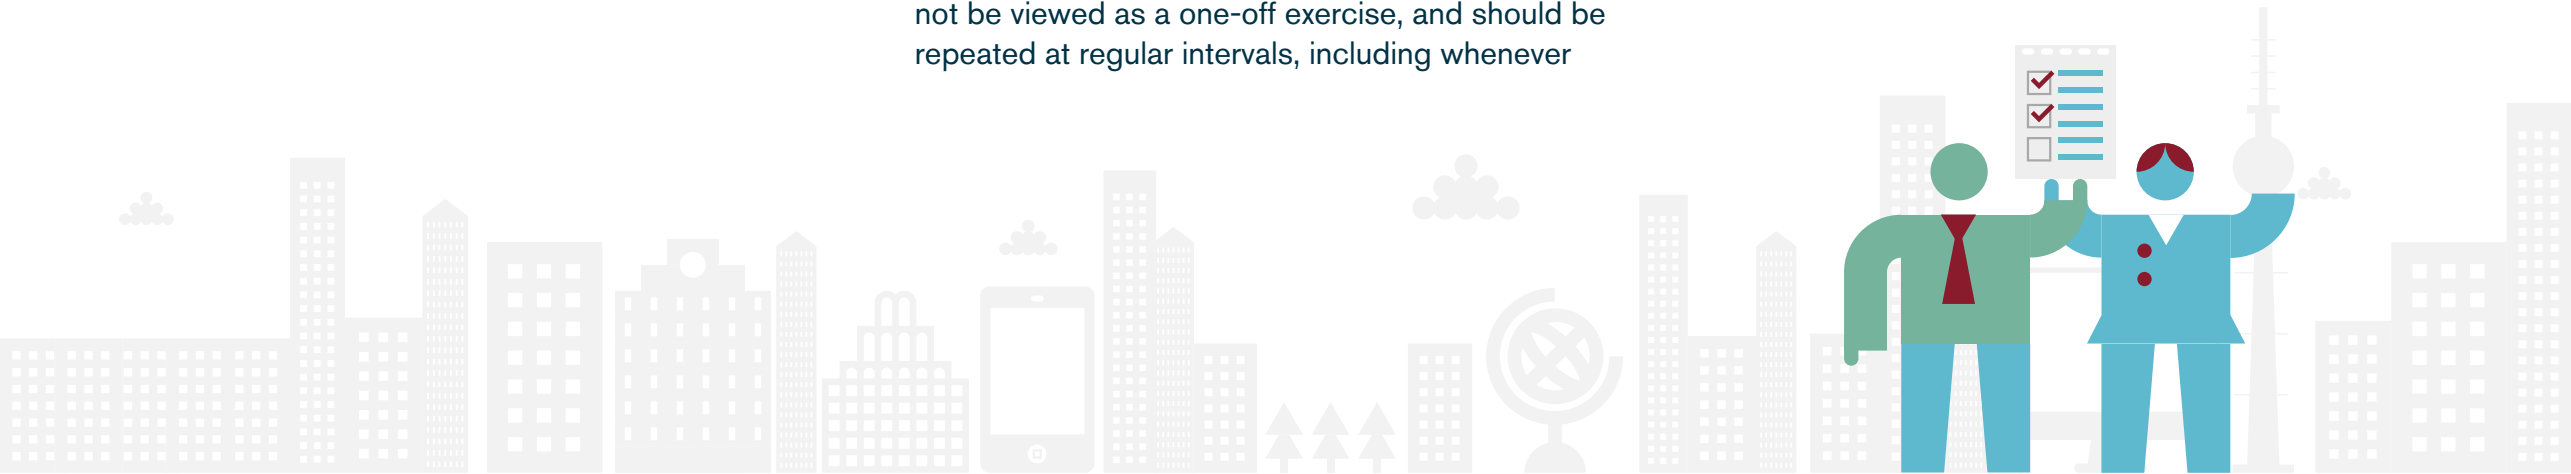 not be viewed as a one-off exercise, and should be
repeated at regular intervals, including whenever